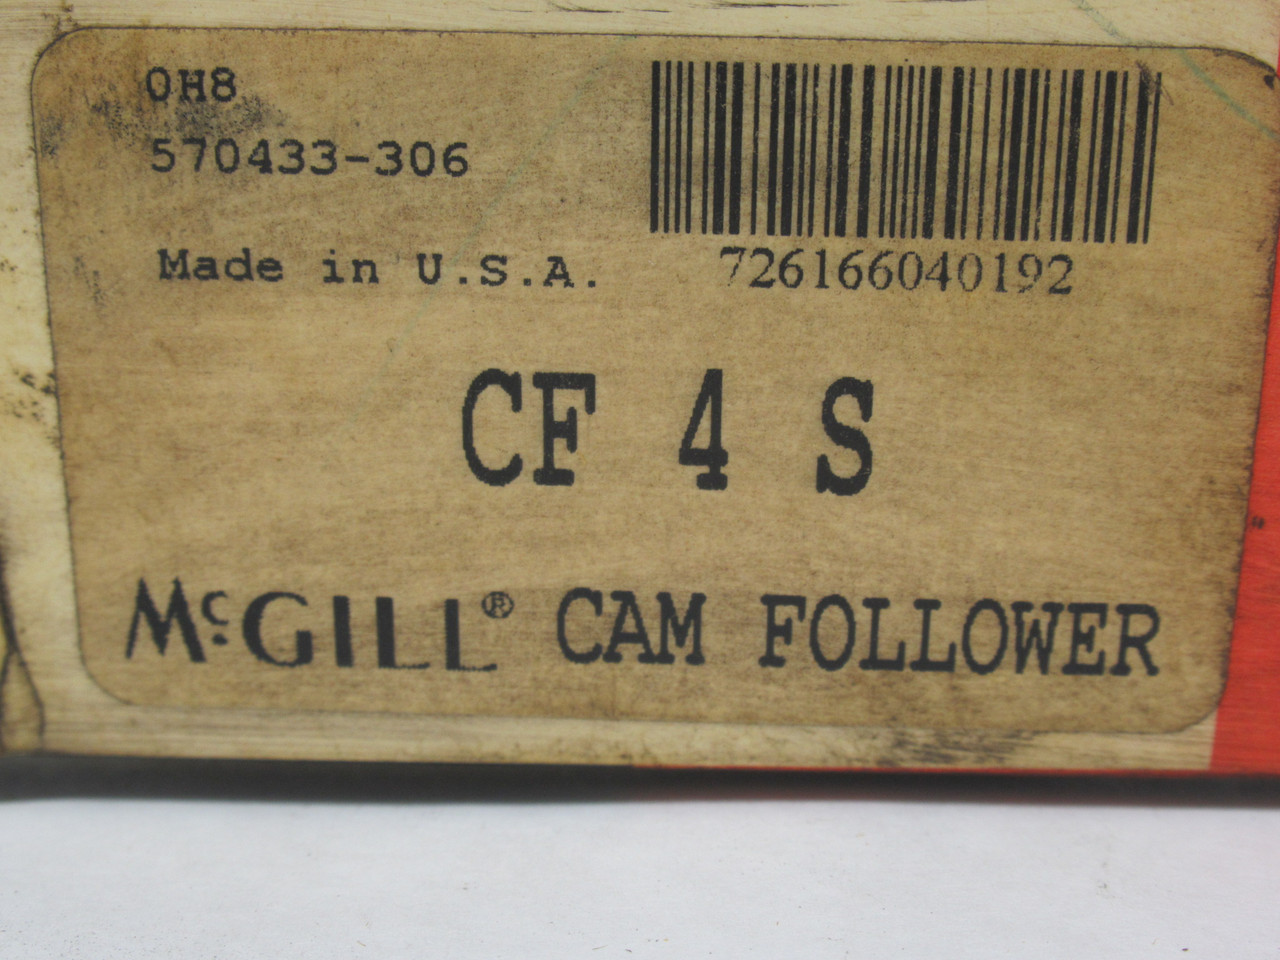 0H8
570433-306
Made in U.S.A.
726166040192
CF 4 S
McGILL® CAM FOLLOWER